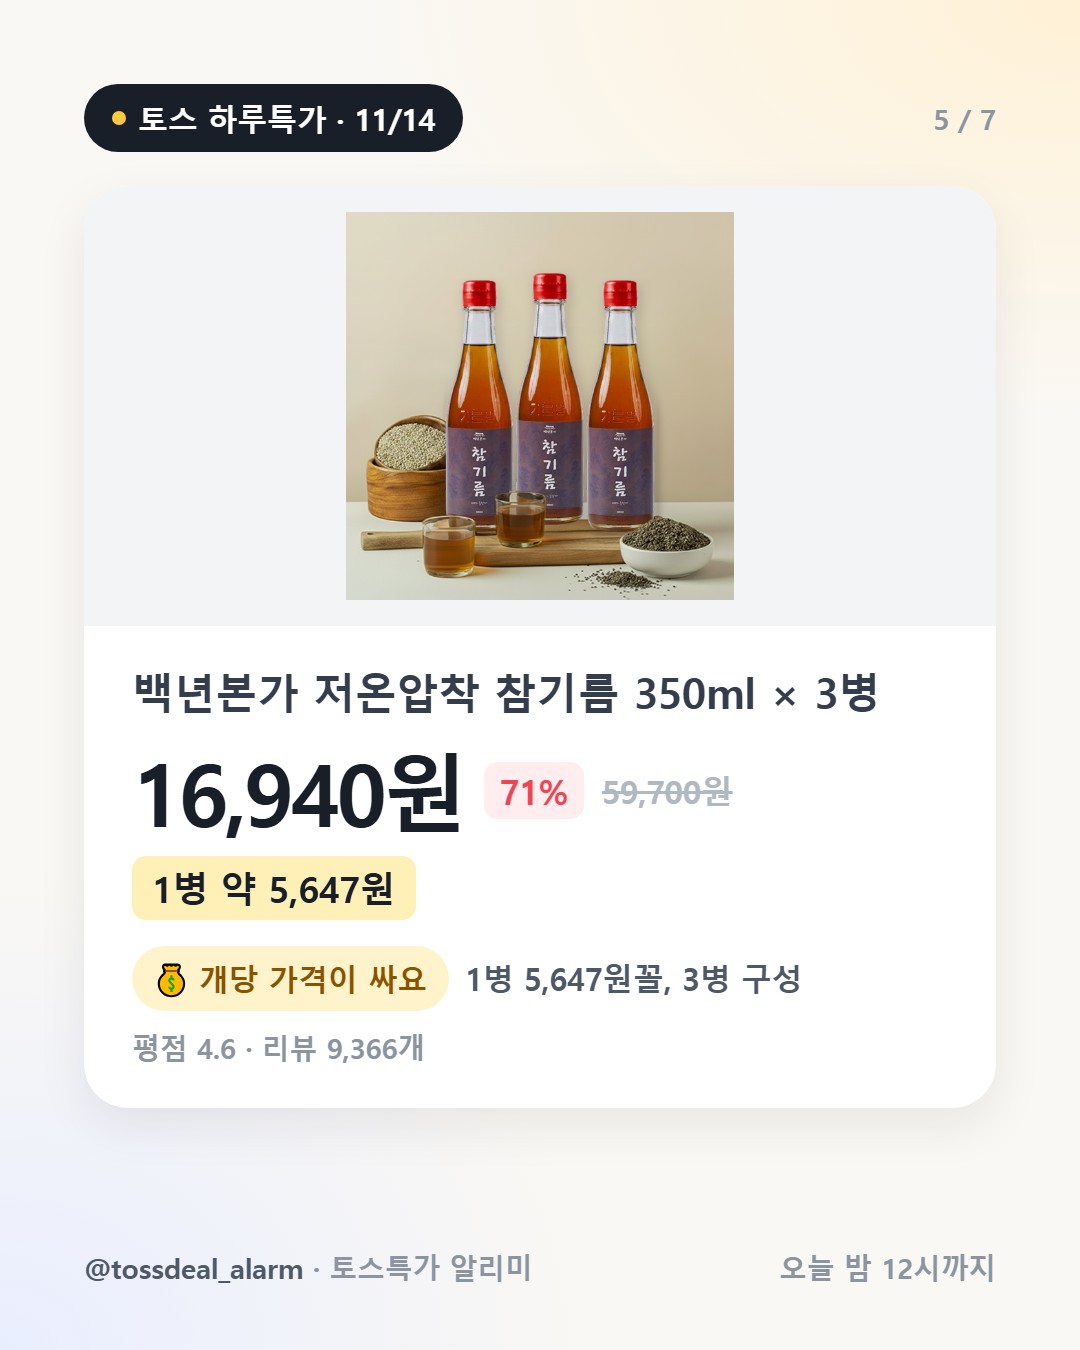 토스 하루특가 · 11/14
5 / 7
참기름
참기름
참기름
백년본가 저온압착 참기름 350ml × 3병
16,940원 71% 59,700원
1병 약 5,647원
개당 가격이 싸요 1병 5,647원꼴, 3병 구성
평점 4.6 · 리뷰 9,366개
@tossdeal_alarm · 토스특가 알리미
오늘 밤 12시까지